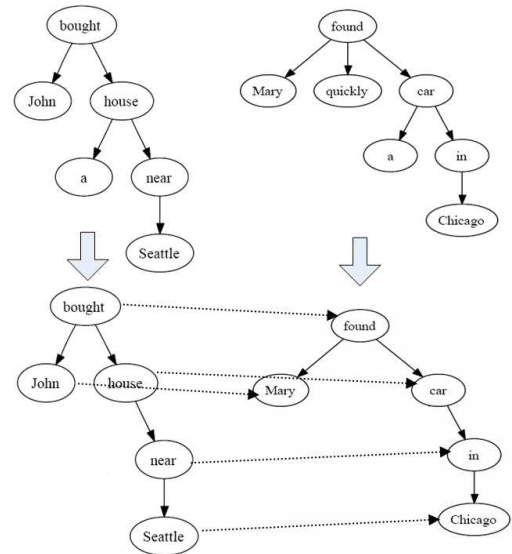 bought
John
house
a
near
Seattle
found
Mary
quickly
car
a
in
Chicago
bought
John
house
near
Seattle
found
Mary
car
in
Chicago